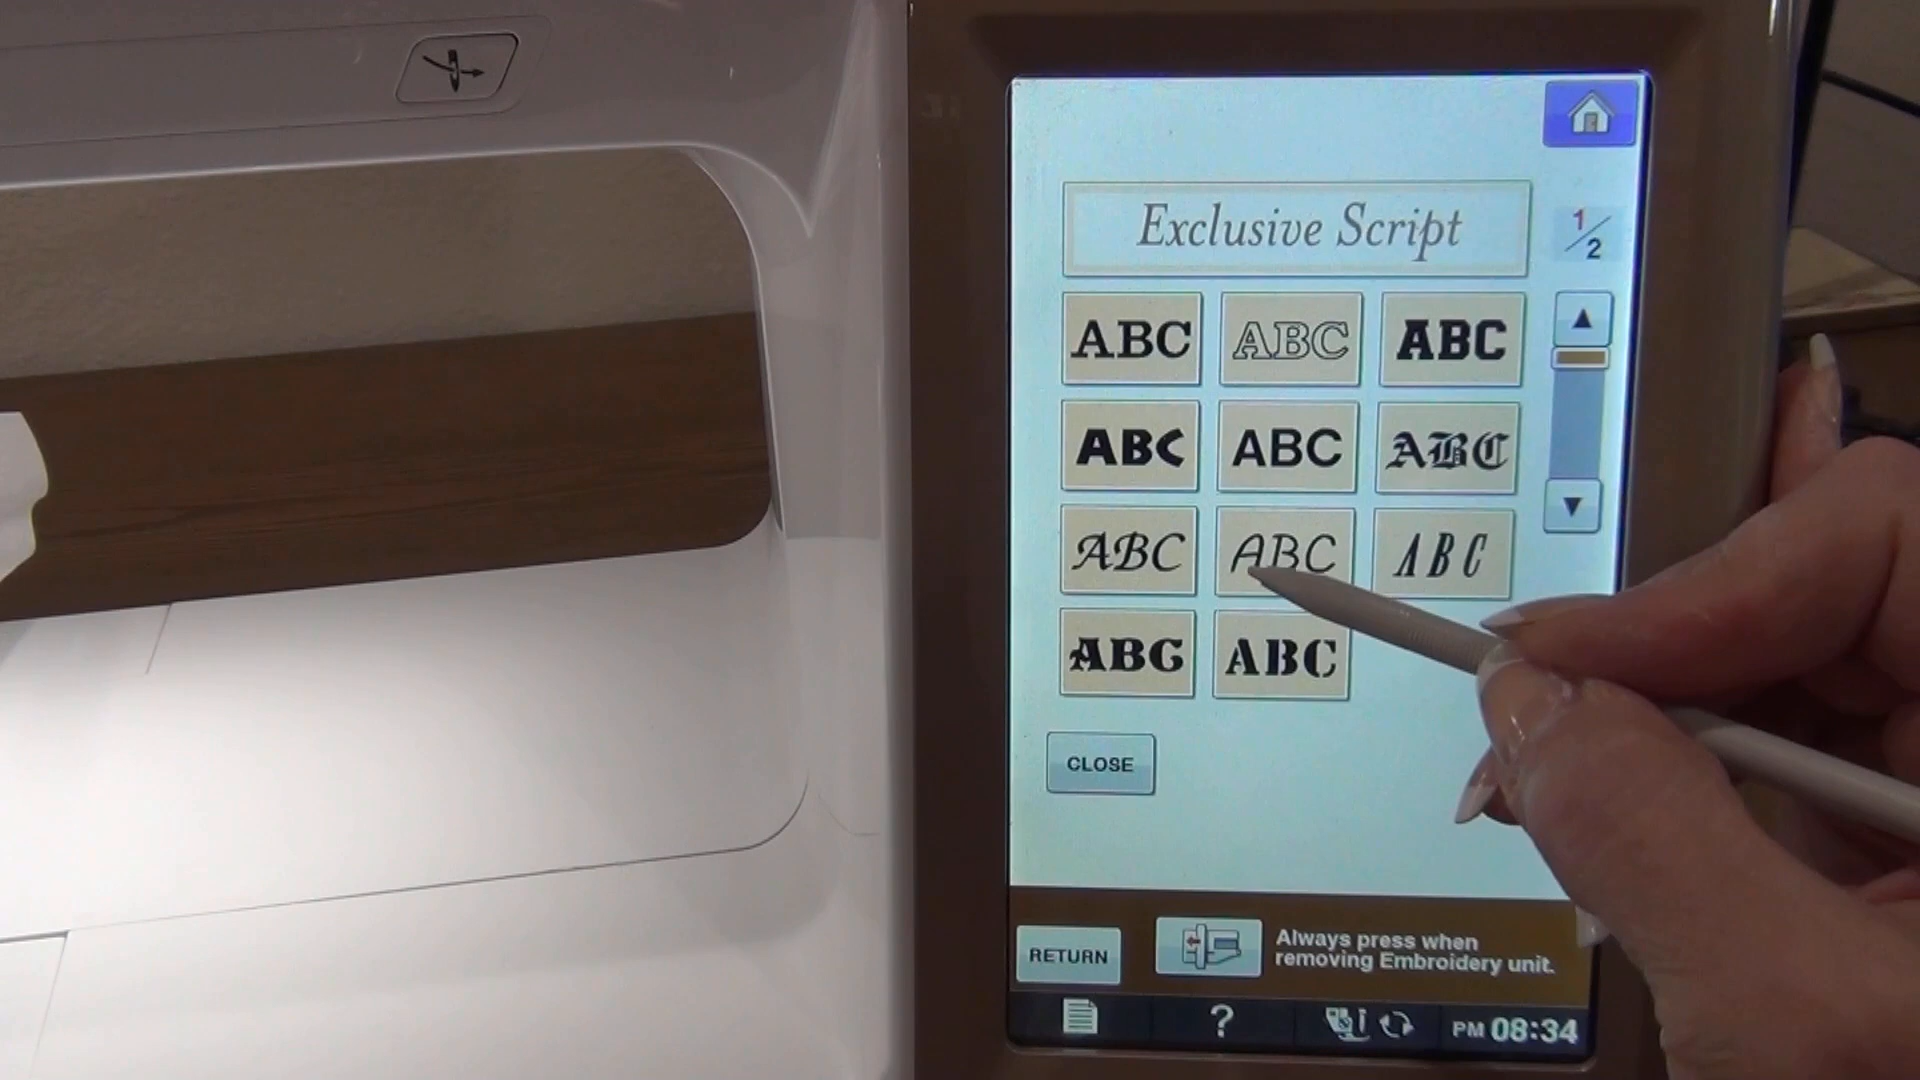 Exclusive Script
1/2
ABC ABC ABC
ABC ABC ABC
ABC ABC ABC
ABC ABC
CLOSE
RETURN
Always press when
removing Embroidery unit.
?
PM 08:34